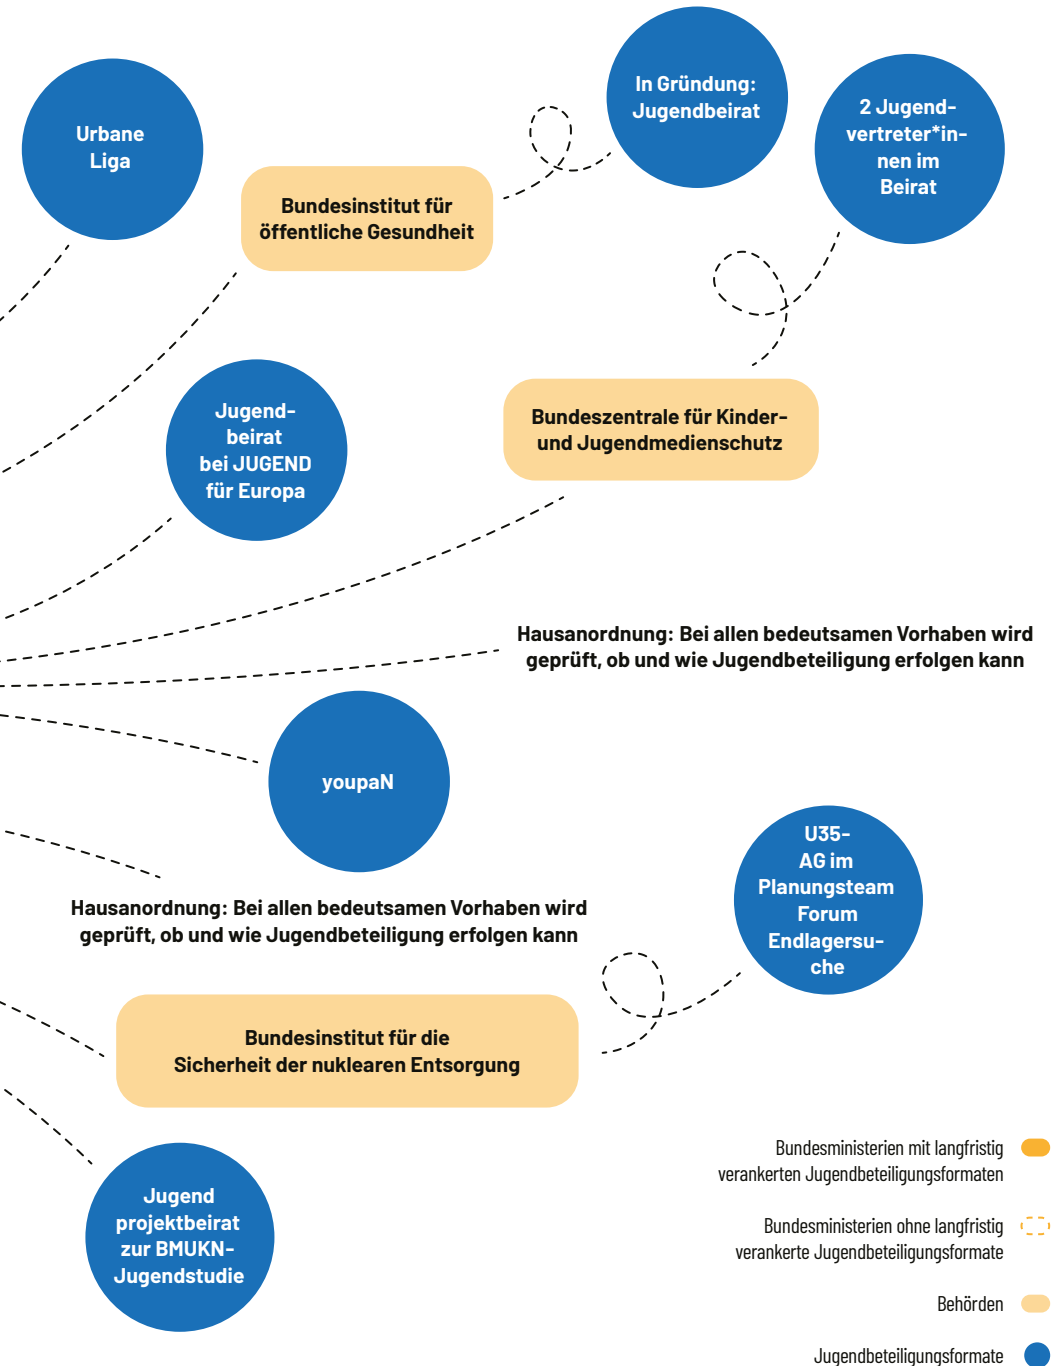 Urbane
Liga
In Gründung:
Jugendbeirat
2 Jugend-
vertreter*in-
nen im
Beirat
Bundesinstitut für
öffentliche Gesundheit
Jugend-
beirat
bei JUGEND
für Europa
Bundeszentrale für Kinder-
und Jugendmedienschutz
Hausanordnung: Bei allen bedeutsamen Vorhaben wird
geprüft, ob und wie Jugendbeteiligung erfolgen kann
youpaN
U35-
AG im
Planungsteam
Forum
Endlagersu-
che
Hausanordnung: Bei allen bedeutsamen Vorhaben wird
geprüft, ob und wie Jugendbeteiligung erfolgen kann
Bundesinstitut für die
Sicherheit der nuklearen Entsorgung
Jugend
projektbeirat
zur BMUKN-
Jugendstudie
Bundesministerien mit langfristig
verankerten Jugendbeteiligungsformaten
Bundesministerien ohne langfristig
verankerte Jugendbeteiligungsformate
Behörden
Jugendbeteiligungsformate